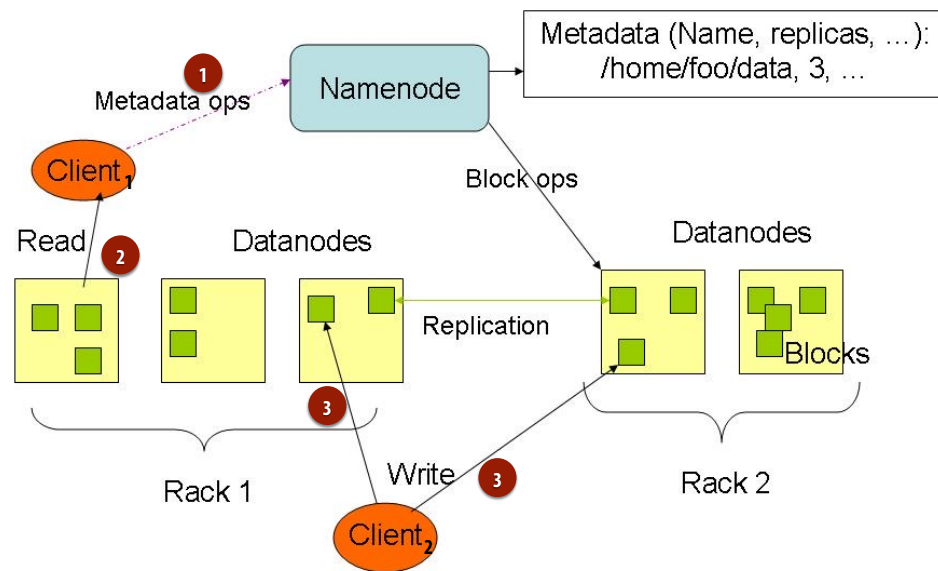 Metadata (Name, replicas, ...):
/home/foo/data, 3, ...
Namenode
1
Metadata ops
Client1
Block ops
Read
2
Datanodes
Datanodes
Replication
Blocks
3
Write
3
Rack 1
Rack 2
Client2